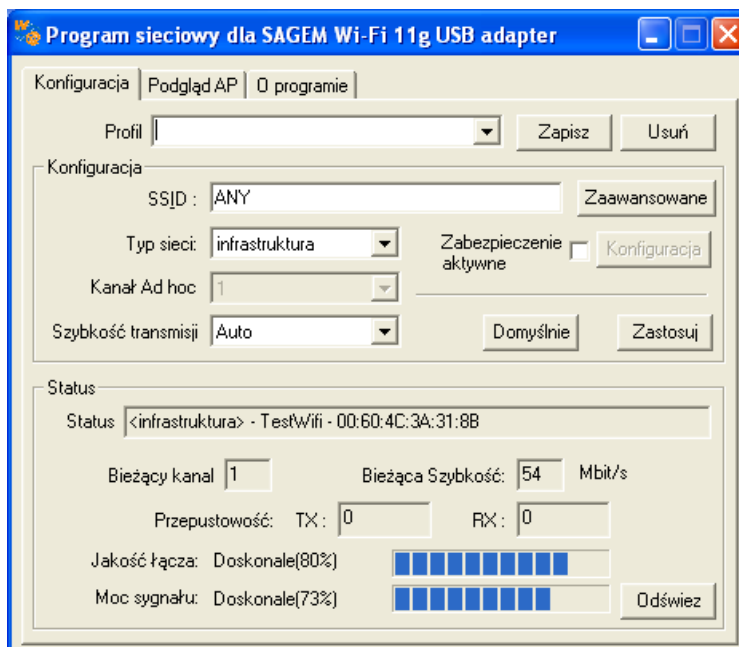 Program sieciowy dla SAGEM Wi-Fi 11g USB adapter
Konfiguracja Podgląd AP O programie
Profil Zapisz Usuń
Konfiguracja
SSID : ANY Zaawansowane
Typ sieci: infrastruktura Zabezpieczenie aktywne Konfiguracja
Kanał Ad hoc 1
Szybkość transmisji Auto Domyślnie Zastosuj
Status
Status <infrastruktura> - TestWifi - 00:60:4C:3A:31:8B
Bieżący kanal 1 Bieżąca Szybkość: 54 Mbit/s
Przepustowość: TX : 0 RX : 0
Jakość łącza: Doskonale(80%)
Moc sygnału: Doskonale(73%) Odświez